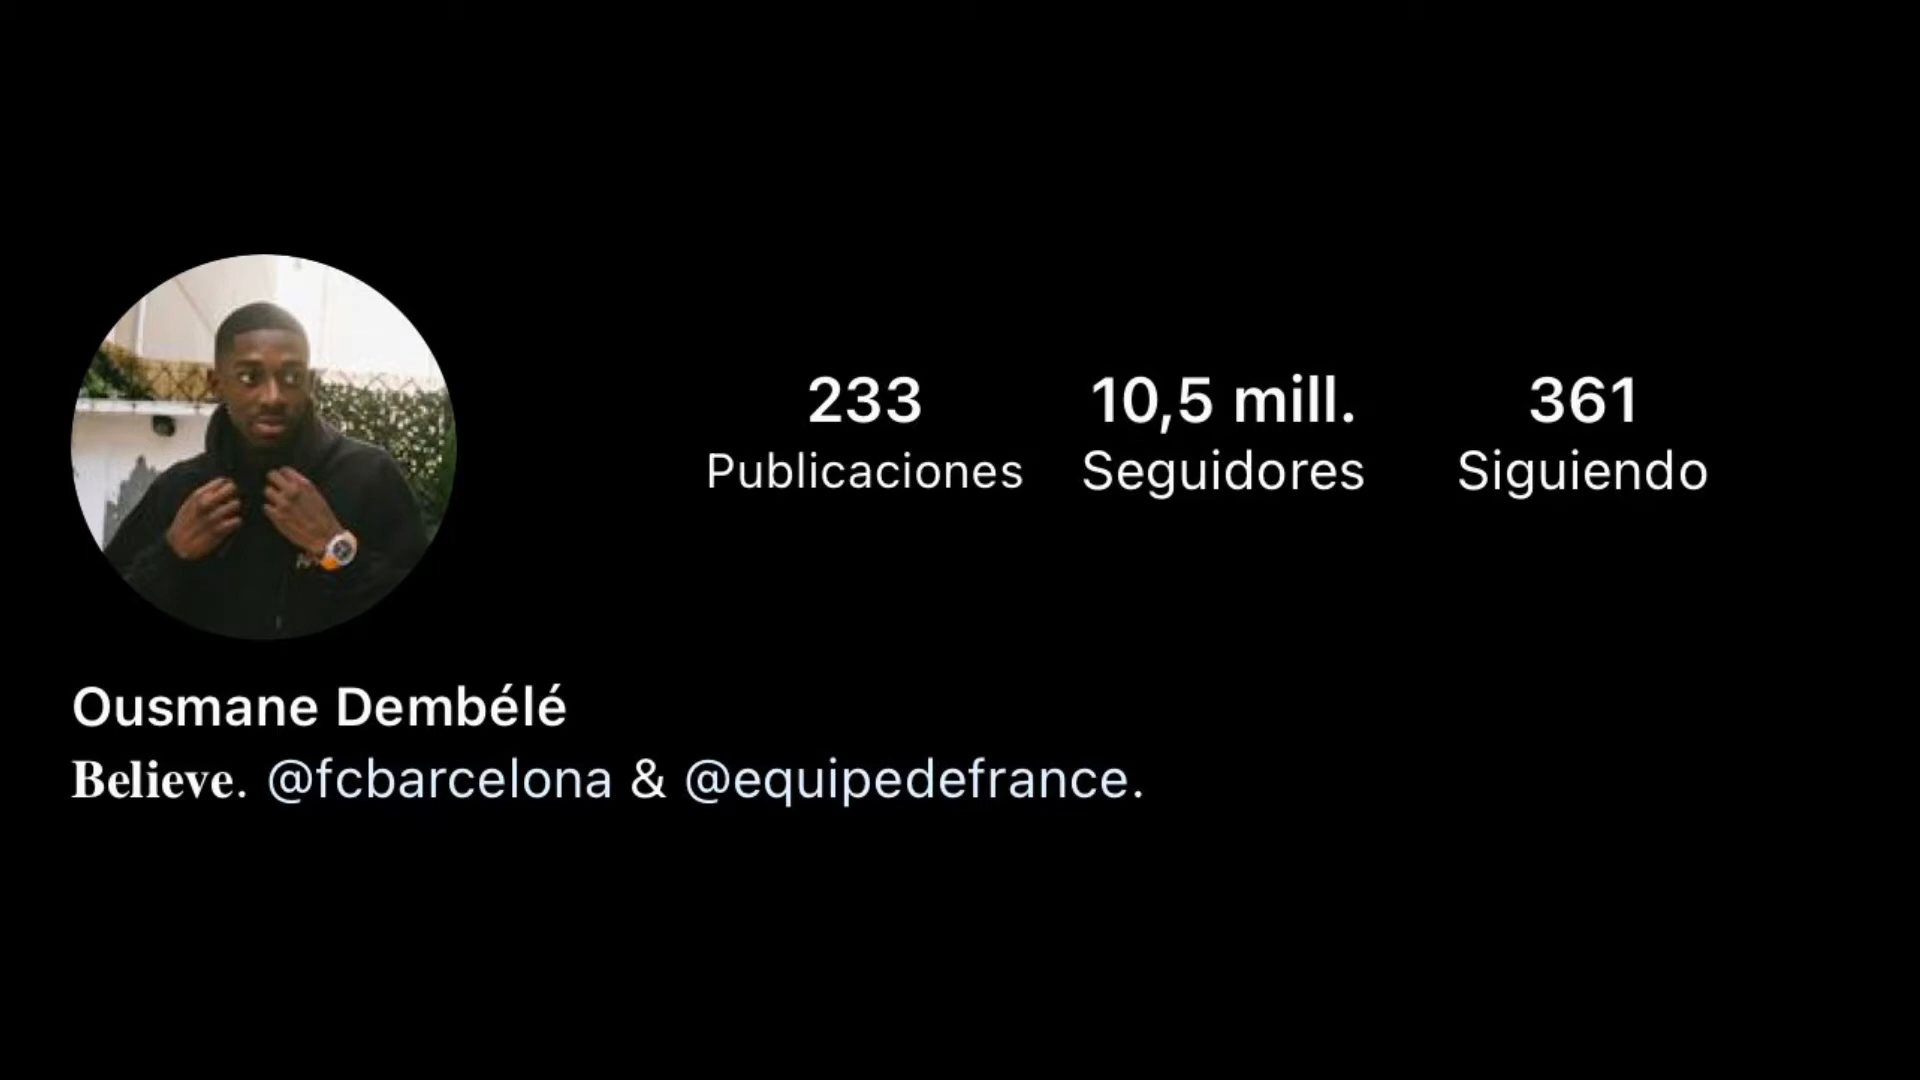 233 10,5 mill. 361
Publicaciones Seguidores Siguiendo
Ousmane Dembélé
𝐁𝐞𝐥𝐢𝐞𝐯𝐞. @fcbarcelona & @equipedefrance.